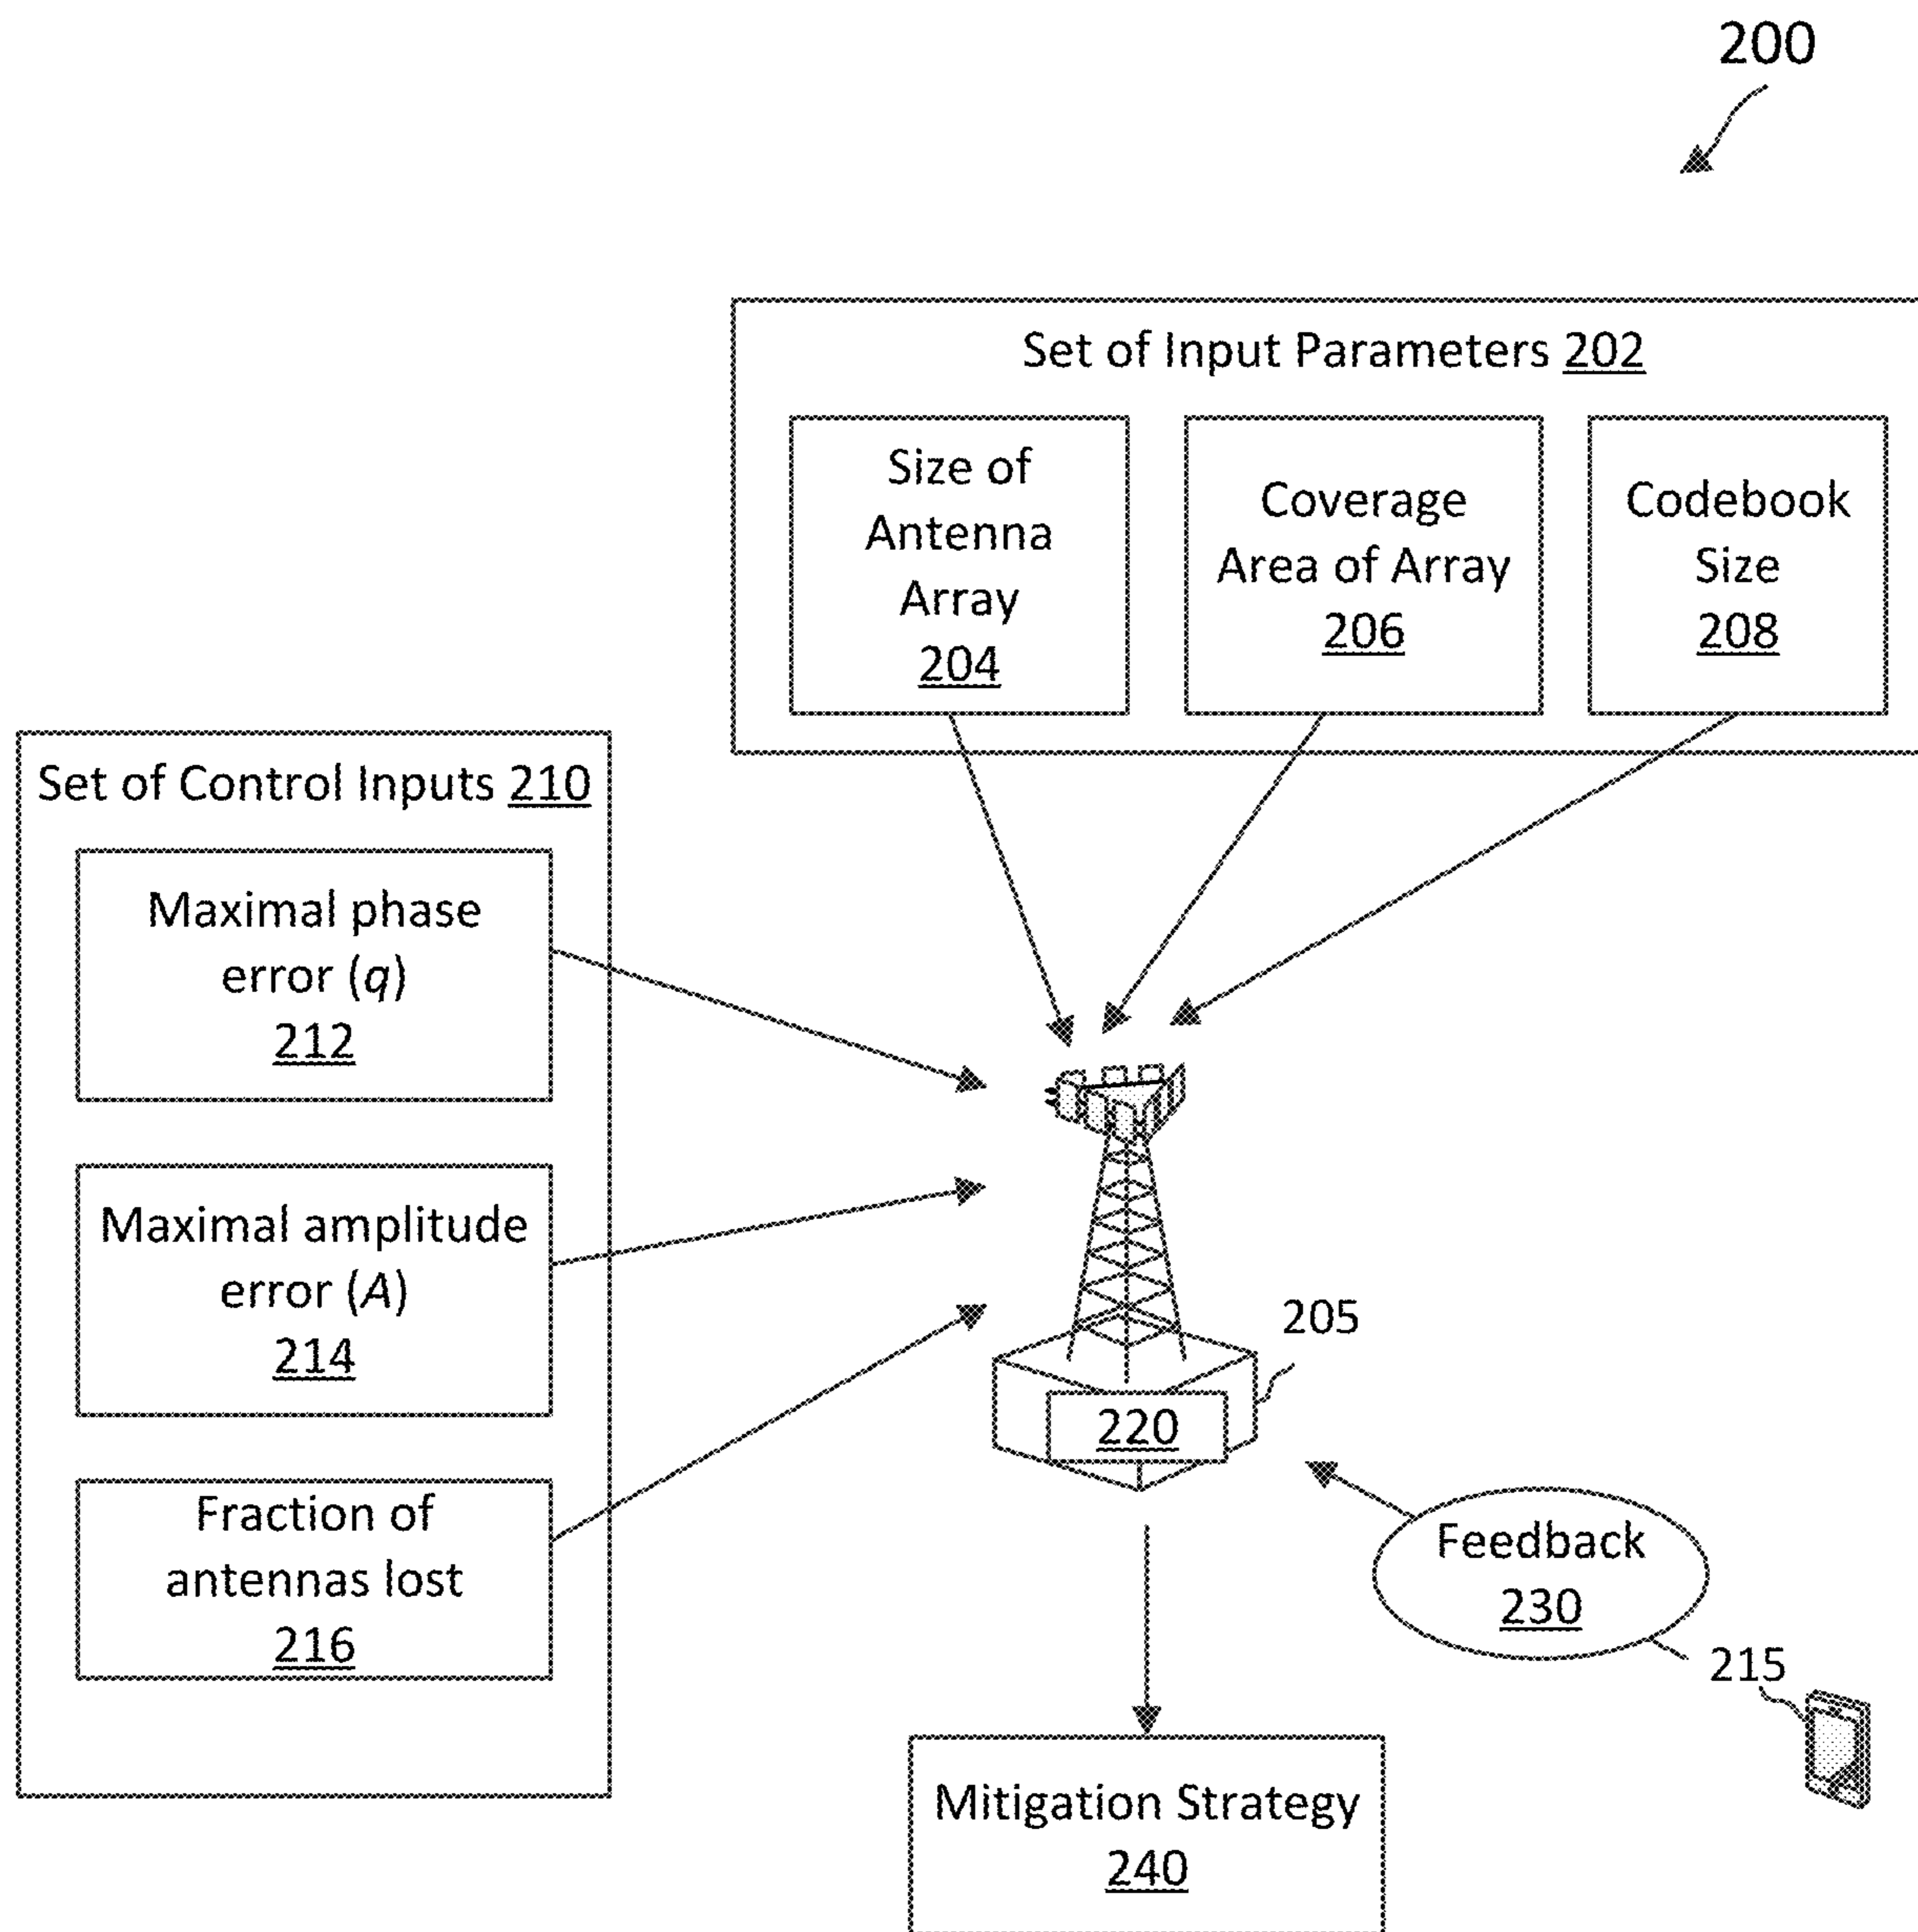 200
Set of Input Parameters 202
Size of
Antenna
Array
204
Coverage
Area of Array
206
Codebook
Size
208
Set of Control Inputs 210
Maximal phase
error (q)
212
Maximal amplitude
error (A)
214
Fraction of
antennas lost
216
205
220
Feedback
230
215
Mitigation Strategy
240